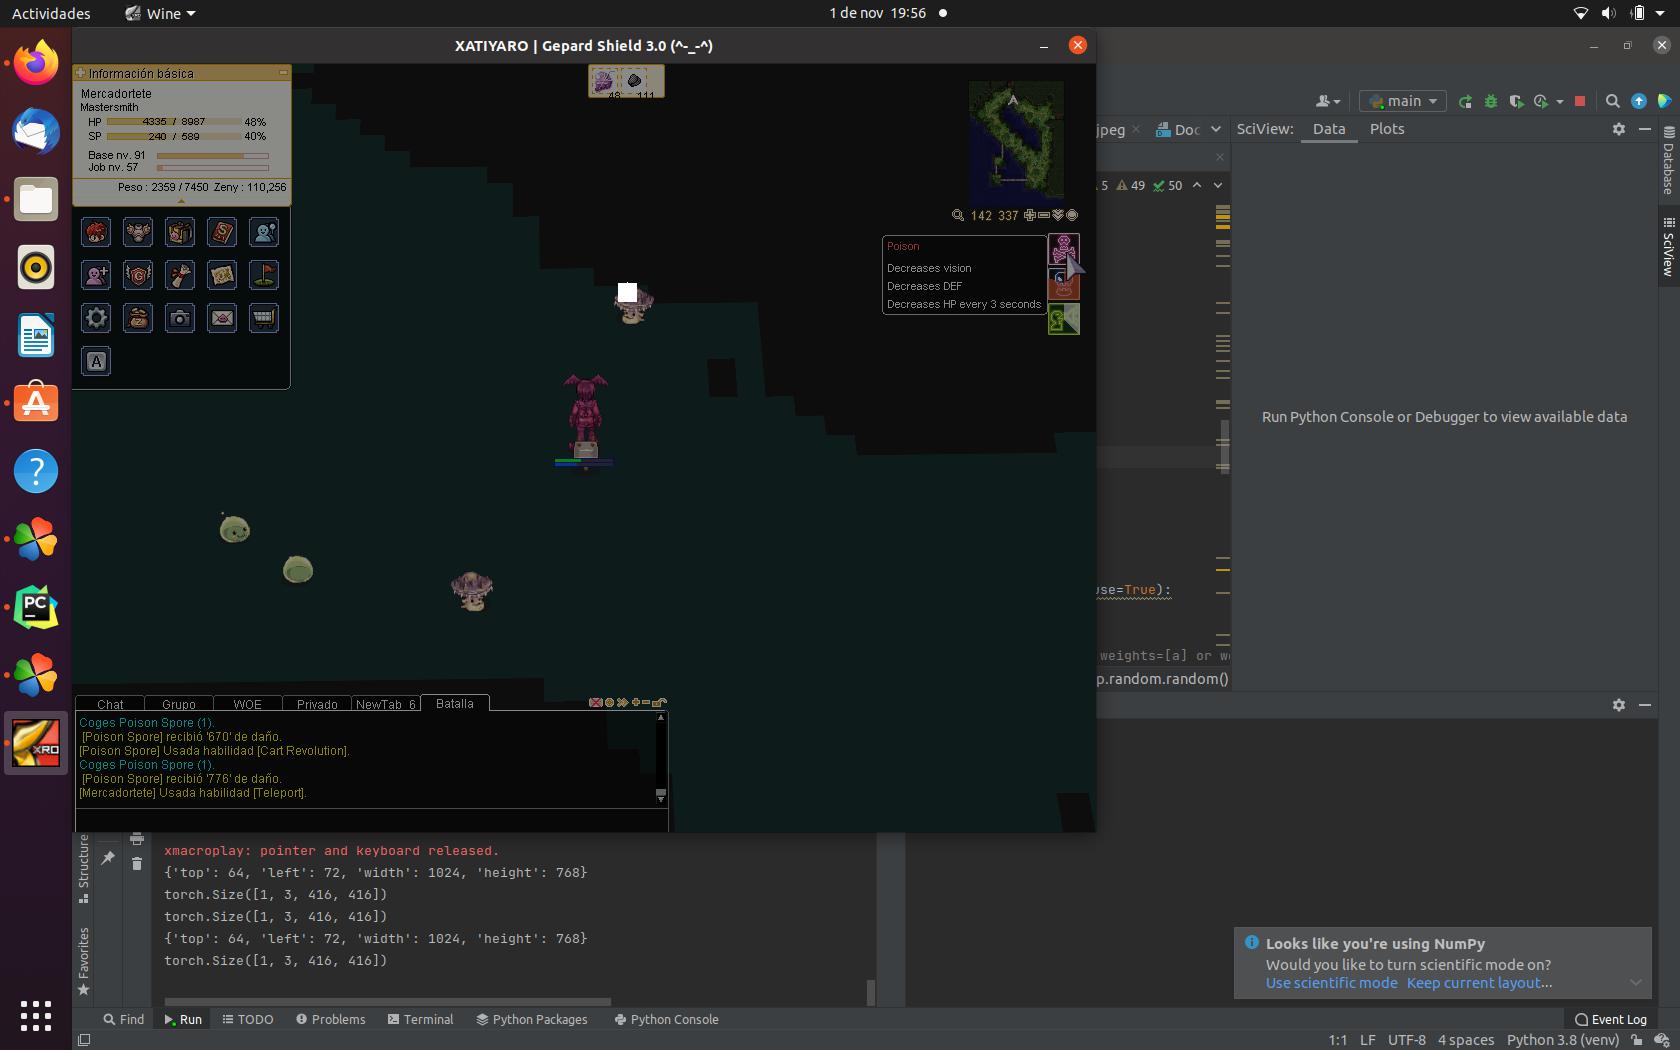 Actividades
Wine
1 de nov 19:56
XATIYARO | Gepard Shield 3.0 (^-_-^)
Información básica
Mercadortete
Mastersmith
HP 4335 / 8987 48%
SP 240 / 589 40%
Base nv. 91
Job nv. 57
Peso : 2359 / 7450 Zeny : 110,256
48 111
142 337
Poison
Decreases vision
Decreases DEF
Decreases HP every 3 seconds
A
Chat Grupo WOE Privado NewTab_6 Batalla
Coges Poison Spore (1).
[Poison Spore] recibió '670' de daño.
[Poison Spore] Usada habilidad [Cart Revolution].
Coges Poison Spore (1).
[Poison Spore] recibió '776' de daño.
[Mercadortete] Usada habilidad [Teleport].
main
jpeg Doc
SciView: Data Plots
5 49 50
Database
SciView
Run Python Console or Debugger to view available data
use=True):
weights=[a] or we
p.random.random()
PC
XRO
Structure
Favorites
xmacroplay: pointer and keyboard released.
{'top': 64, 'left': 72, 'width': 1024, 'height': 768}
torch.Size([1, 3, 416, 416])
torch.Size([1, 3, 416, 416])
{'top': 64, 'left': 72, 'width': 1024, 'height': 768}
torch.Size([1, 3, 416, 416])
Looks like you're using NumPy
Would you like to turn scientific mode on?
Use scientific mode Keep current layout...
Find Run TODO Problems Terminal Python Packages Python Console Event Log
1:1 LF UTF-8 4 spaces Python 3.8 (venv)